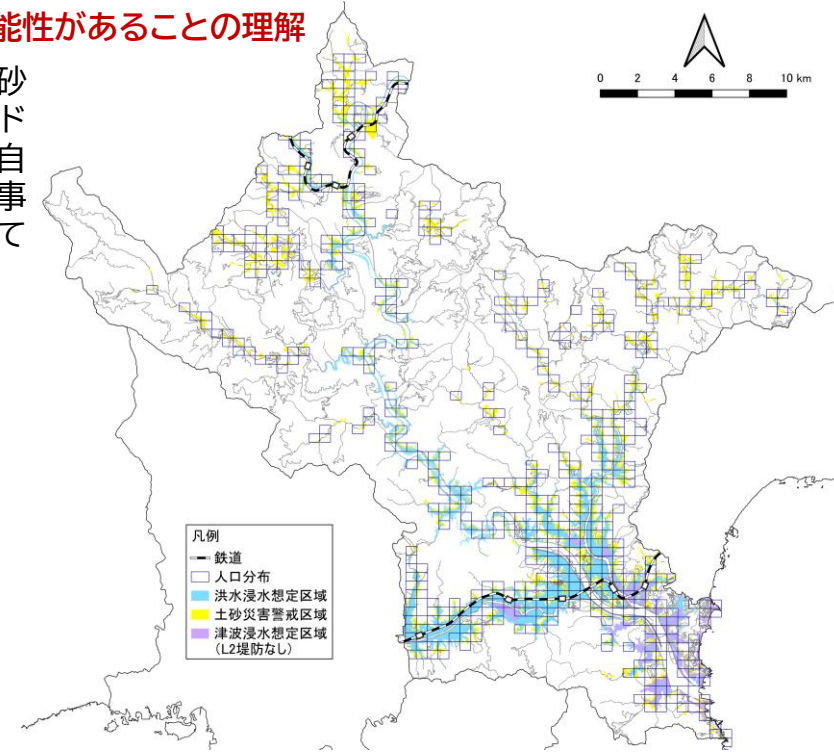 能性があることの理解
砂
ド
自
事
て
0 2 4 6 8 10 km
凡例
鉄道
人口分布
洪水浸水想定区域
土砂災害警戒区域
津波浸水想定区域
(L2堤防なし)